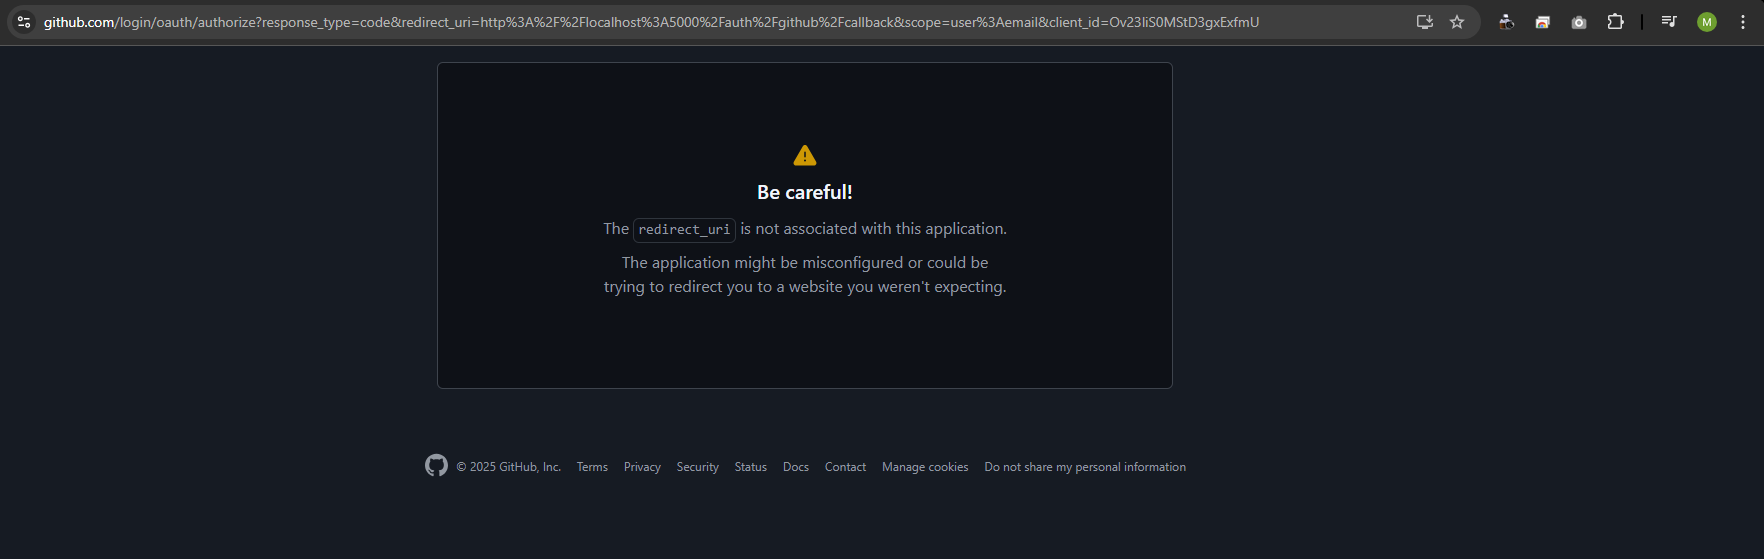 github.com/login/oauth/authorize?response_type=code&redirect_uri=http%3A%2F%2Flocalhost%3A5000%2Fauth%2Fgithub%2Fcallback&scope=user%3Aemail&client_id=Ov23liS0MStD3gxExfmU
M
Be careful!
The redirect_uri is not associated with this application.
The application might be misconfigured or could be
trying to redirect you to a website you weren't expecting.
© 2025 GitHub, Inc. Terms Privacy Security Status Docs Contact Manage cookies Do not share my personal information